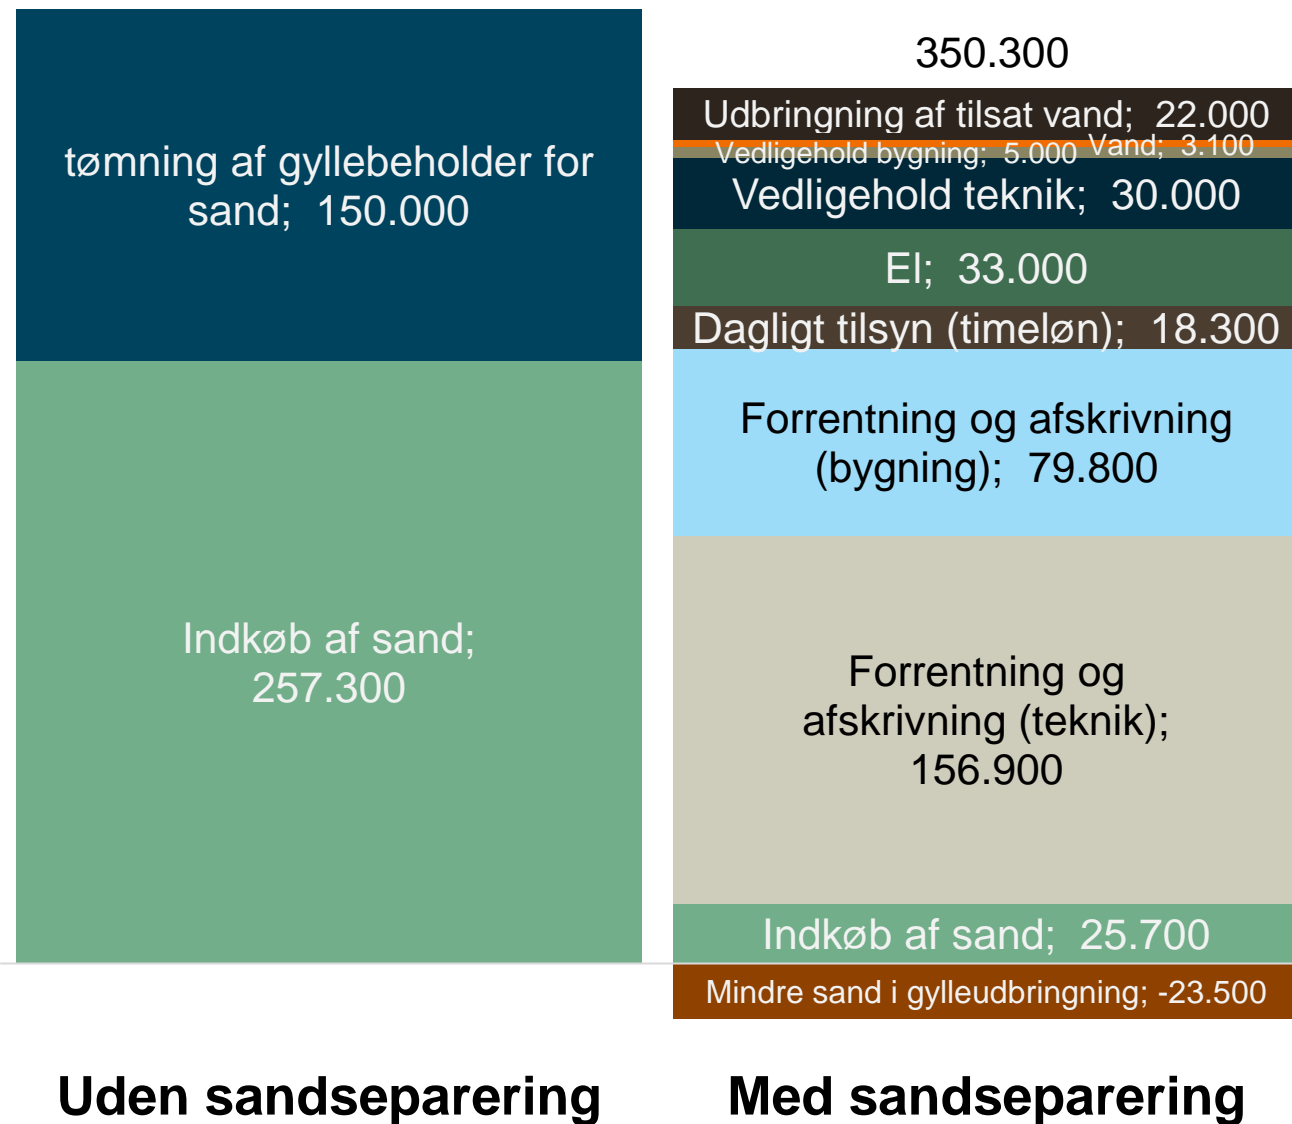 tømning af gyllebeholder for
sand; 150.000
Indkøb af sand;
257.300
Uden sandseparering
350.300
Udbringning af tilsat vand; 22.000
Vand; 3.100
Vedligehold bygning; 5.000
Vedligehold teknik; 30.000
El; 33.000
Dagligt tilsyn (timeløn); 18.300
Forrentning og afskrivning
(bygning); 79.800
Forrentning og
afskrivning (teknik);
156.900
Indkøb af sand; 25.700
Mindre sand i gylleudbringning; -23.500
Med sandseparering